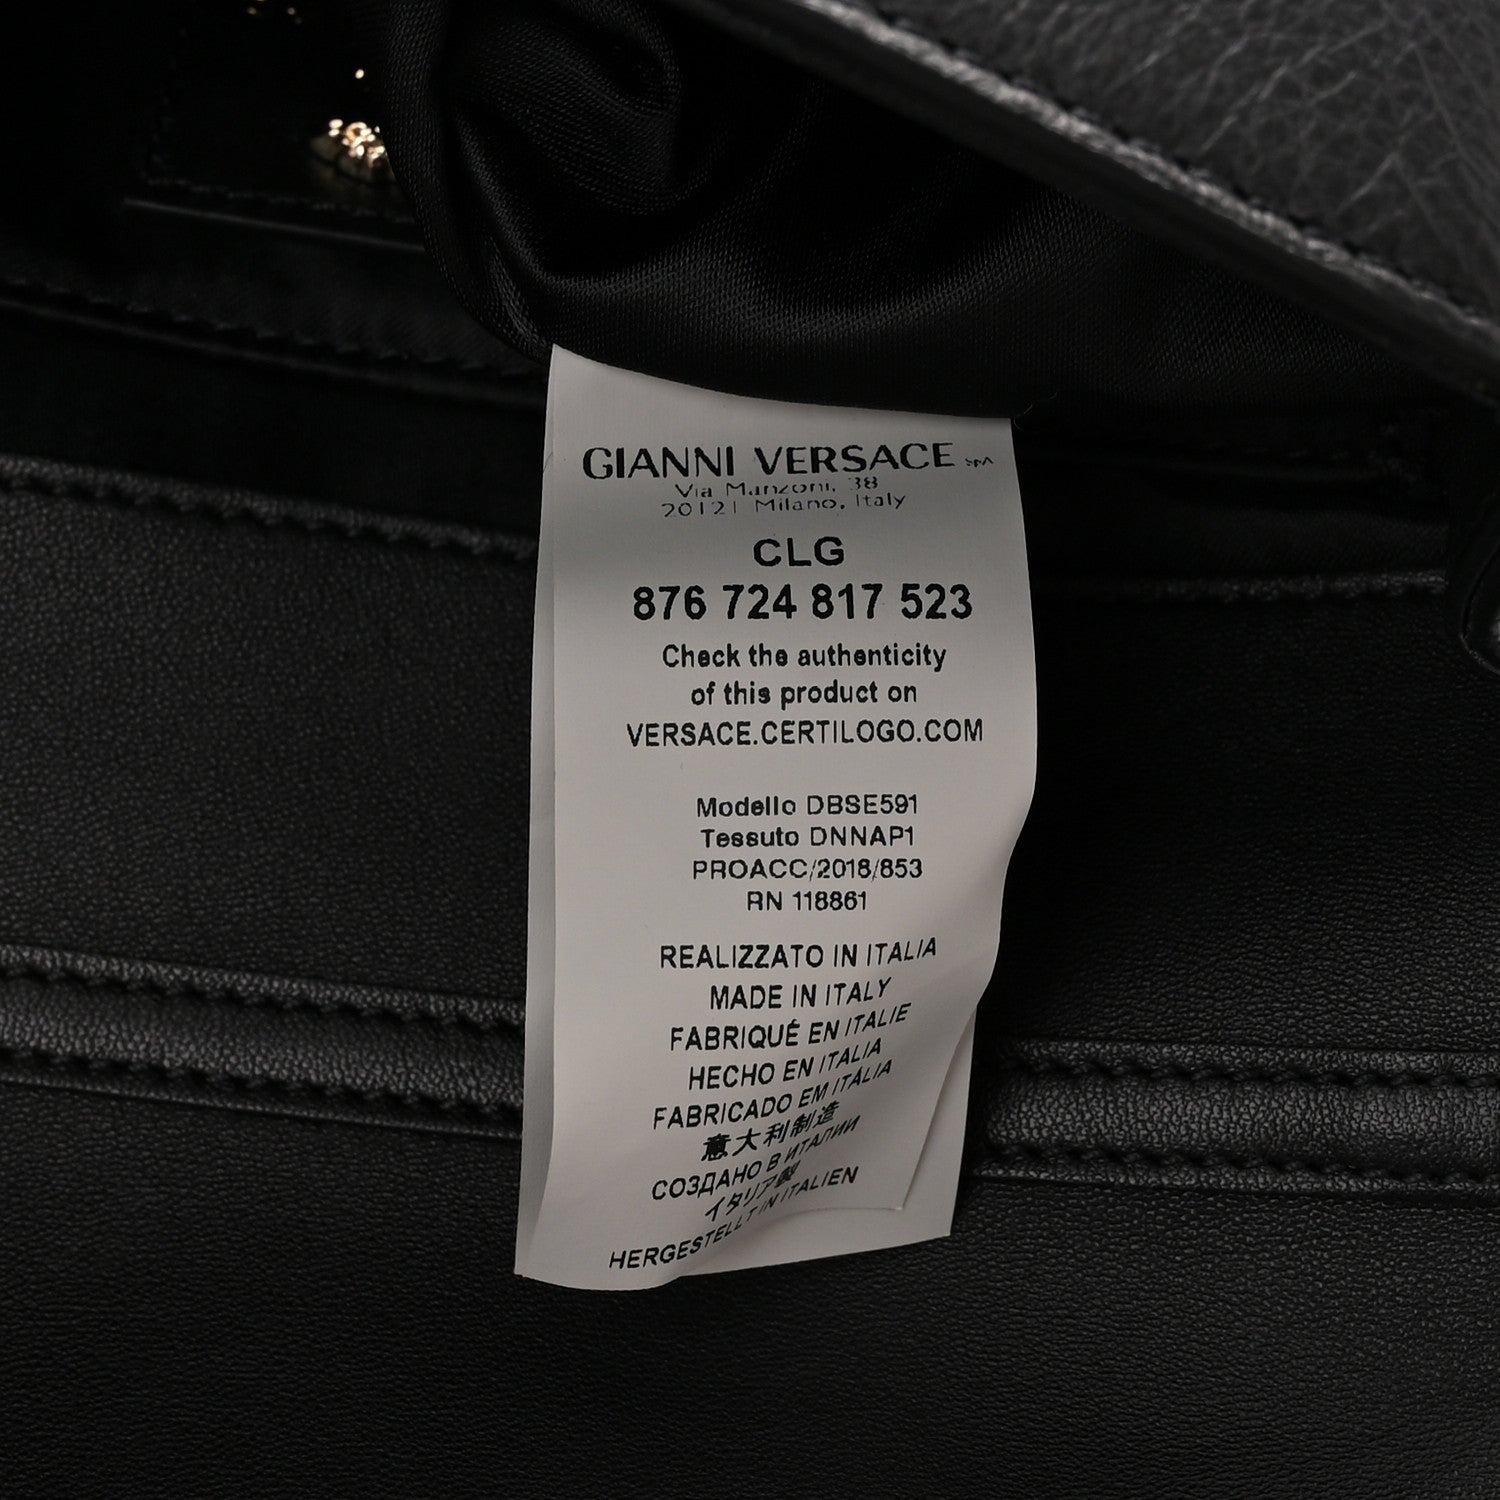 GIANNI VERSACE SPA
Via Manzoni, 38
20121 Milano, Italy
CLG
876 724 817 523
Check the authenticity
of this product on
VERSACE.CERTILOGO.COM
Modello DBSE591
Tessuto DNNAP1
PROACC/2018/853
RN 118861
REALIZZATO IN ITALIA
MADE IN ITALY
FABRIQUÉ EN ITALIE
HECHO EN ITALIA
FABRICADO EM ITÁLIA
意大利制造
СОЗДАНО В ИТАЛИИ
イタリア製
HERGESTELLT IN ITALIEN